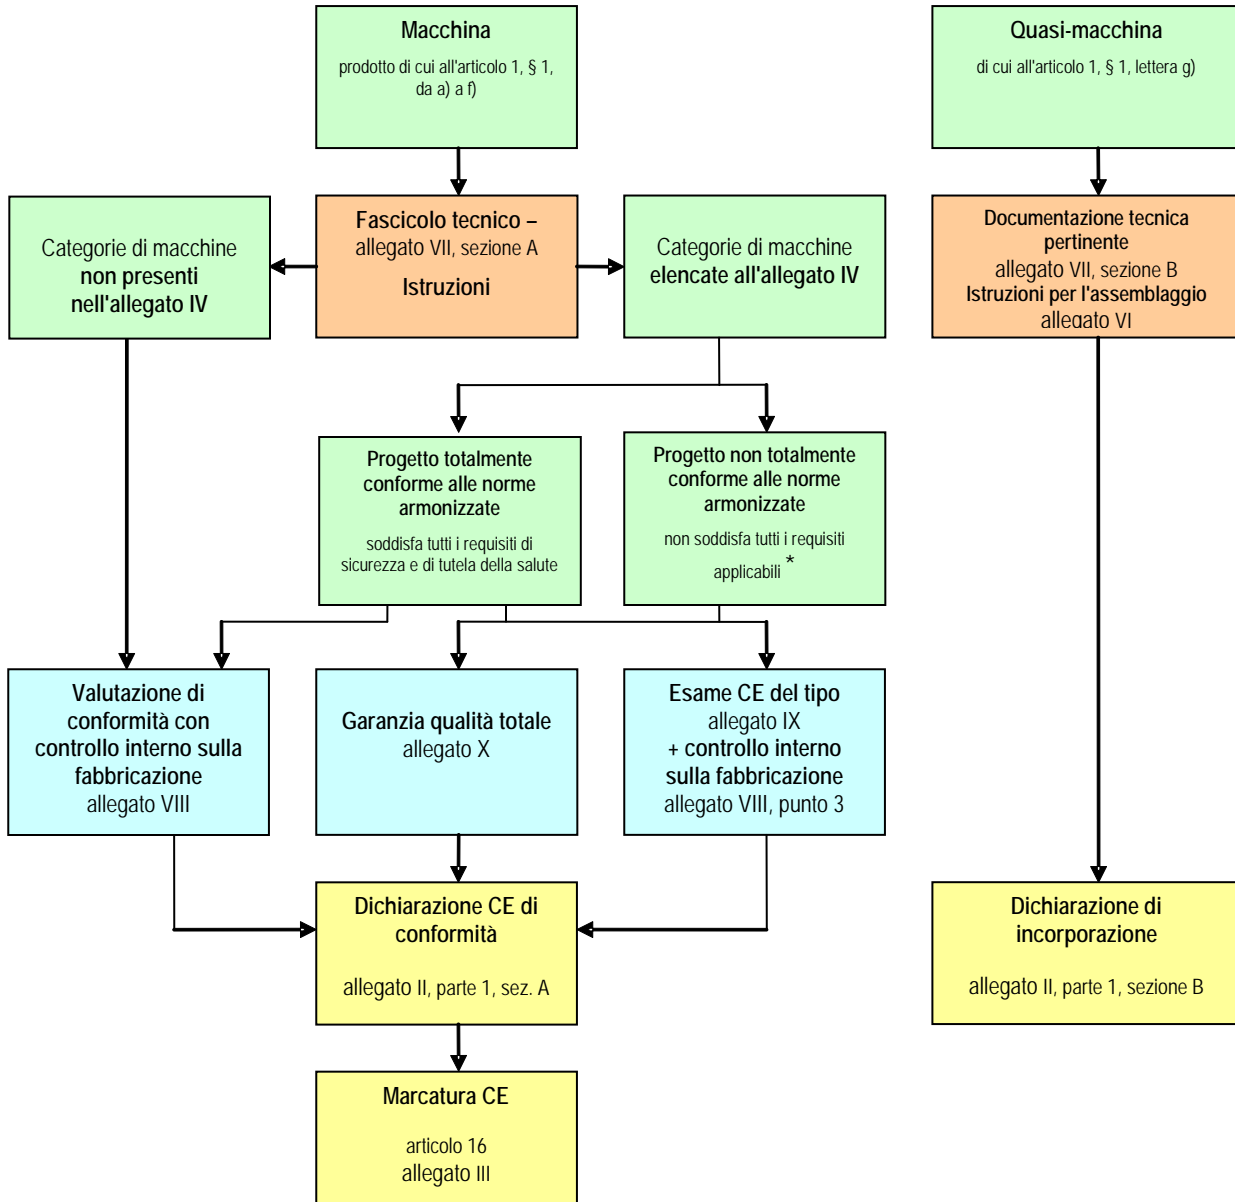 Macchina
prodotto di cui all'articolo 1, § 1,
da a) a f)
Quasi-macchina
di cui all'articolo 1, § 1, lettera g)
Categorie di macchine
non presenti
nell'allegato IV
Fascicolo tecnico –
allegato VII, sezione A
Istruzioni
Categorie di macchine
elencate all'allegato IV
Documentazione tecnica
pertinente
allegato VII, sezione B
Istruzioni per l'assemblaggio
allegato VI
Progetto totalmente
conforme alle norme
armonizzate
soddisfa tutti i requisiti di
sicurezza e di tutela della salute
Progetto non totalmente
conforme alle norme
armonizzate
non soddisfa tutti i requisiti
applicabili *
Valutazione di
conformità con
controllo interno sulla
fabbricazione
allegato VIII
Garanzia qualità totale
allegato X
Esame CE del tipo
allegato IX
+ controllo interno
sulla fabbricazione
allegato VIII, punto 3
Dichiarazione CE di
conformità
allegato II, parte 1, sez. A
Dichiarazione di
incorporazione
allegato II, parte 1, sezione B
Marcatura CE
articolo 16
allegato III